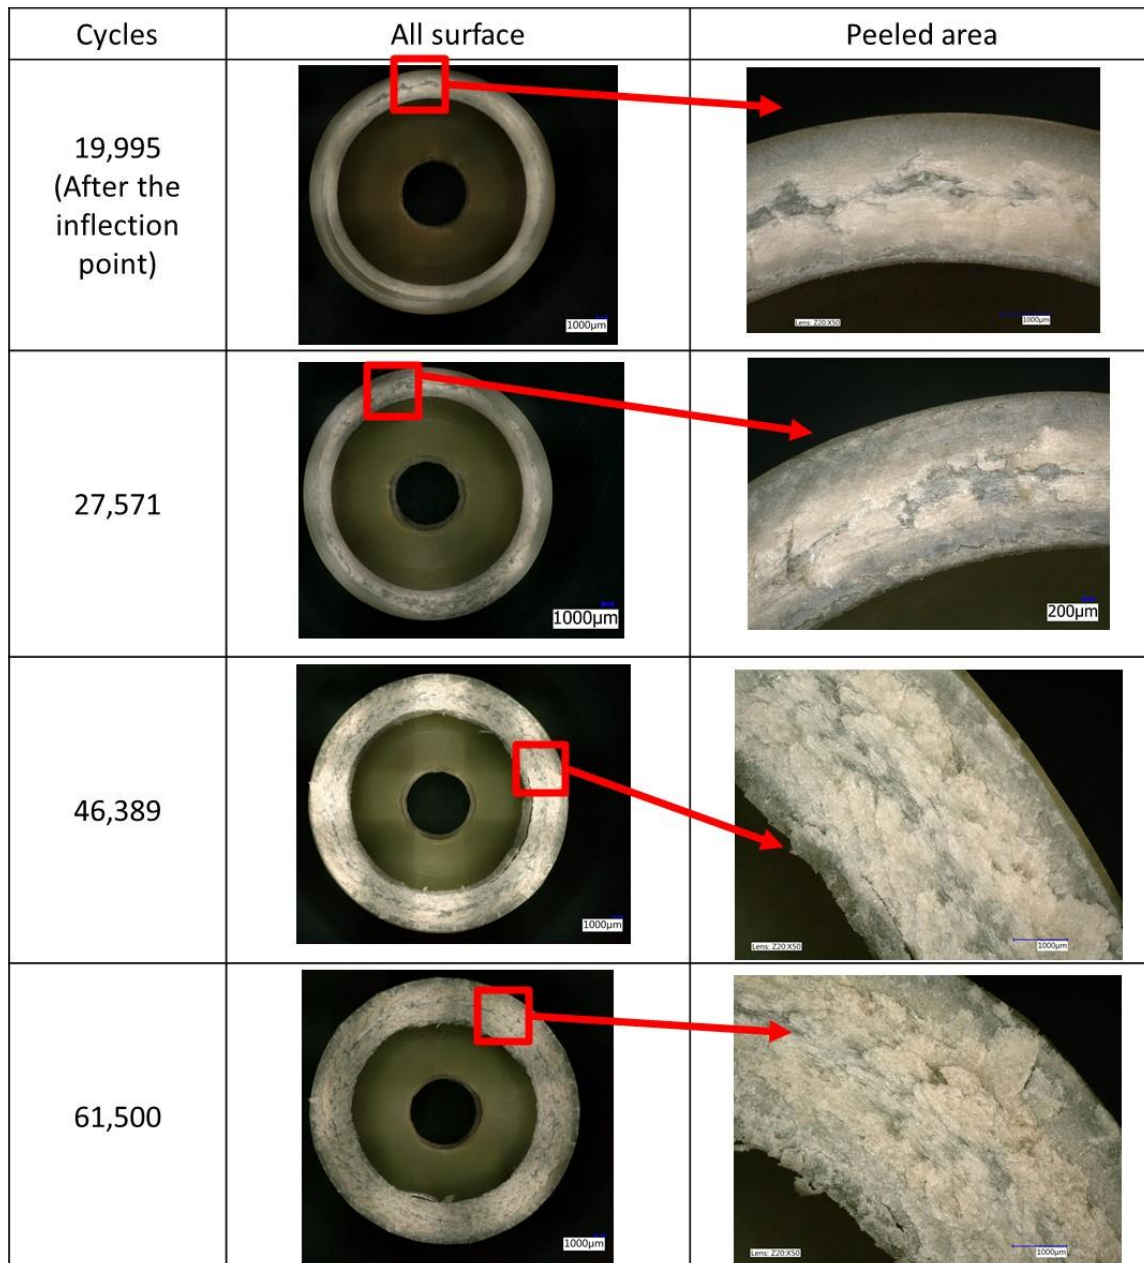 Cycles
All surface
Peeled area
19,995
(After the
inflection
point)
1000μm
Lens: Z20:X50
1000μm
27,571
1000μm
200μm
46,389
1000μm
Lens: Z20:X50
1000μm
61,500
1000μm
Lens: Z20:X50
1000μm